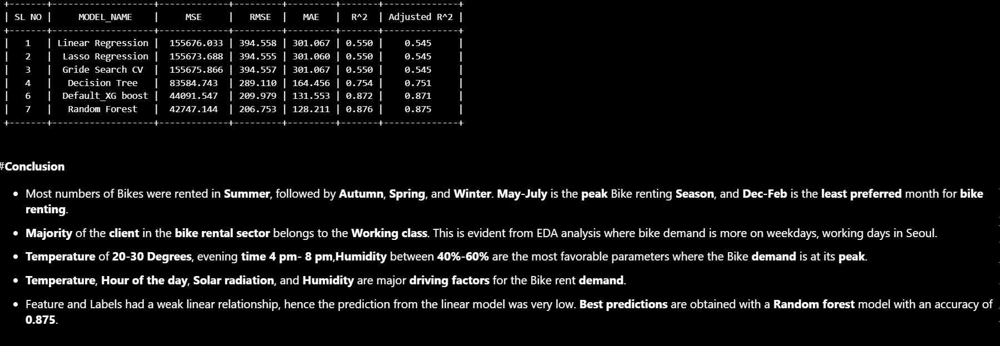 +-------+-------------------+------------+---------+---------+-------+--------------+
| SL NO |     MODEL_NAME    |     MSE     |   RMSE  |   MAE   |  R^2  | Adjusted R^2 |
+-------+-------------------+------------+---------+---------+-------+--------------+
|   1   | Linear Regression |  155676.033 | 394.558 | 301.067 | 0.550 |    0.545     |
|   2   |  Lasso Regression |  155673.688 | 394.555 | 301.060 | 0.550 |    0.545     |
|   3   |  Gride Search CV  |  155675.866 | 394.557 | 301.067 | 0.550 |    0.545     |
|   4   |   Decision Tree   |  83584.743  | 289.110 | 164.456 | 0.754 |    0.751     |
|   6   |  Default_XG boost |  44091.547  | 209.979 | 131.553 | 0.872 |    0.871     |
|   7   |   Random Forest   |  42747.144  | 206.753 | 128.211 | 0.876 |    0.875     |
+-------+-------------------+------------+---------+---------+-------+--------------+
#Conclusion
• Most numbers of Bikes were rented in Summer, followed by Autumn, Spring, and Winter. May-July is the peak Bike renting Season, and Dec-Feb is the least preferred month for bike
renting.
• Majority of the client in the bike rental sector belongs to the Working class. This is evident from EDA analysis where bike demand is more on weekdays, working days in Seoul.
• Temperature of 20-30 Degrees, evening time 4 pm- 8 pm,Humidity between 40%-60% are the most favorable parameters where the Bike demand is at its peak.
• Temperature, Hour of the day, Solar radiation, and Humidity are major driving factors for the Bike rent demand.
• Feature and Labels had a weak linear relationship, hence the prediction from the linear model was very low. Best predictions are obtained with a Random forest model with an accuracy of
0.875.